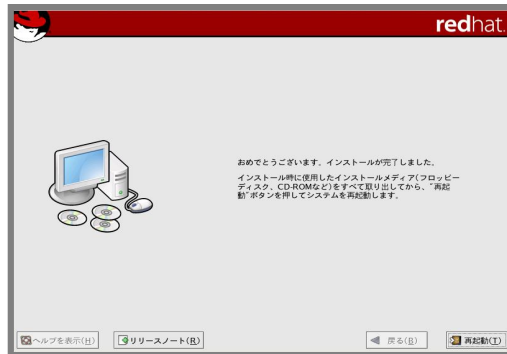 redhat.
おめでとうございます。インストールが完了しました。
インストール時に使用したインストールメディア(フロッピー
ディスク、CD-ROMなど)をすべて取り出してから、"再起
動"ボタンを押してシステムを再起動します。
ヘルプを表示(H)
リリースノート(R)
戻る(B)
再起動(T)